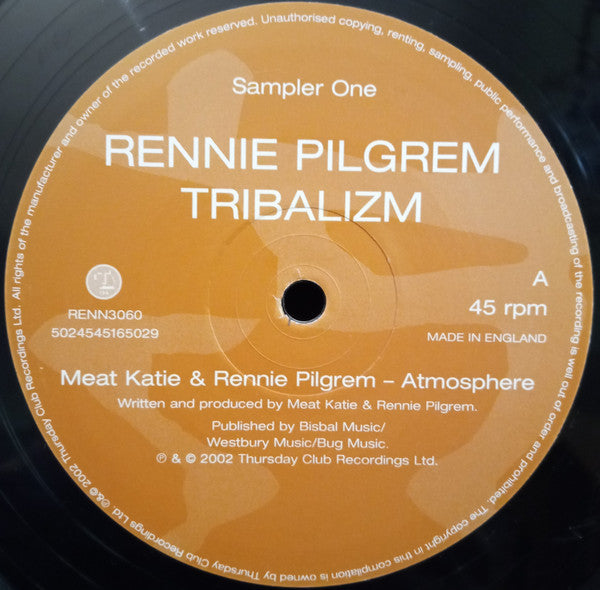 Sampler One
RENNIE PILGREM
TRIBALIZM
RENN3060
5024545165029
A
45 rpm
MADE IN ENGLAND
Meat Katie & Rennie Pilgrem – Atmosphere
Written and produced by Meat Katie & Rennie Pilgrem.
Published by Bisbal Music/
Westbury Music/Bug Music.
℗ & © 2002 Thursday Club Recordings Ltd.
℗&© 2002 Thursday Club Recordings Ltd. All rights of the manufacturer and owner of the recorded work reserved. Unauthorised copying, renting, sampling, public performance and broadcasting of the recording is well out of order and prohibited. The copyright in this compilation is owned by Thursday Club Recordings Ltd.